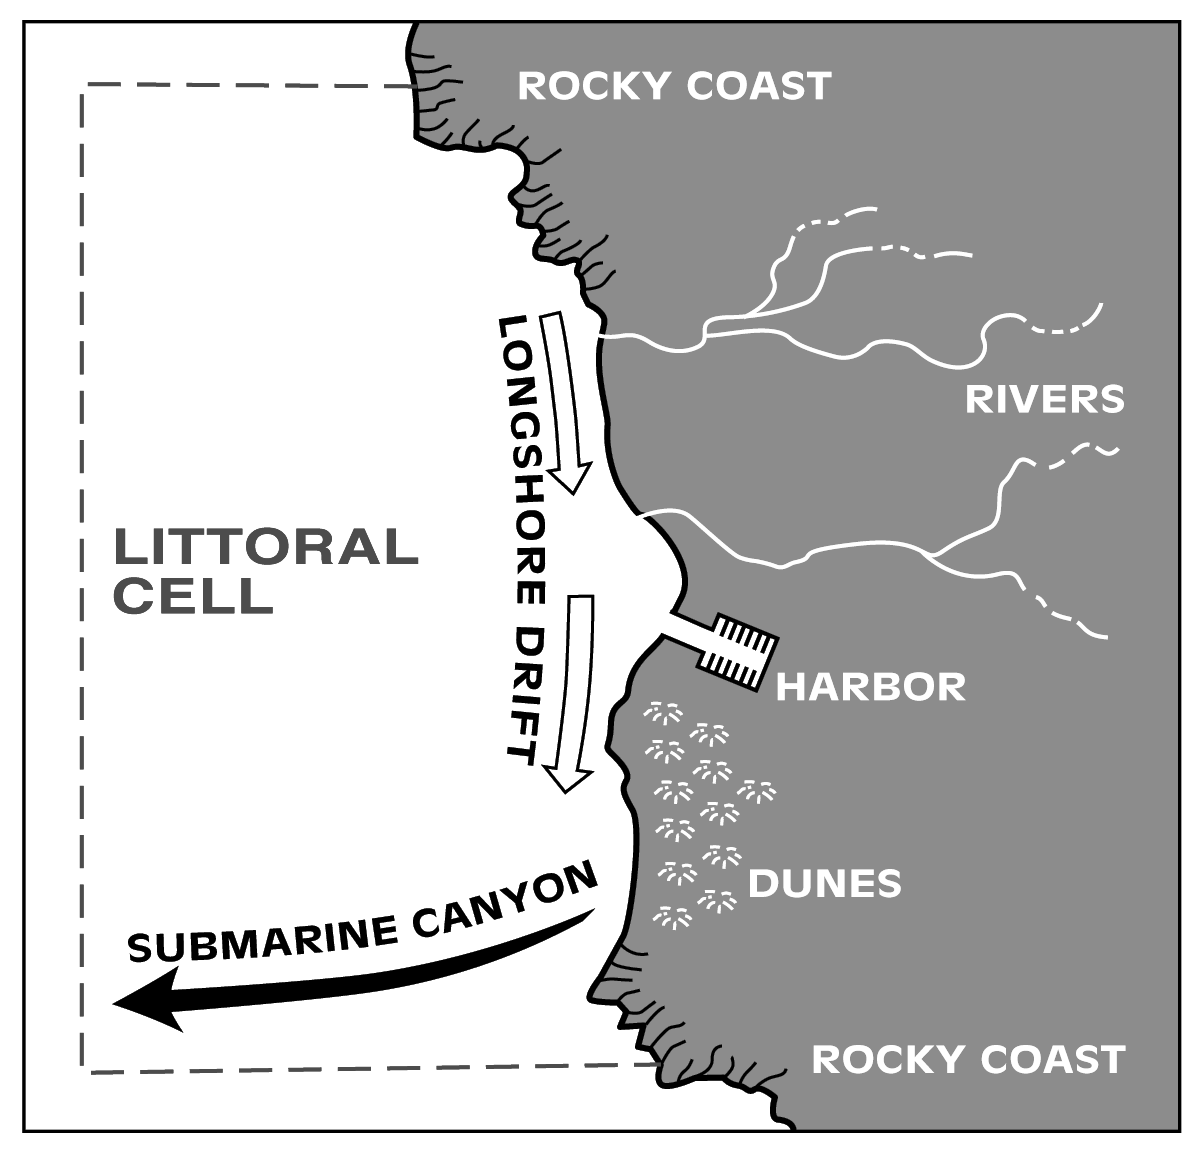 ROCKY COAST
RIVERS
LONGSHORE DRIFT
LITTORAL
CELL
HARBOR
DUNES
SUBMARINE CANYON
ROCKY COAST